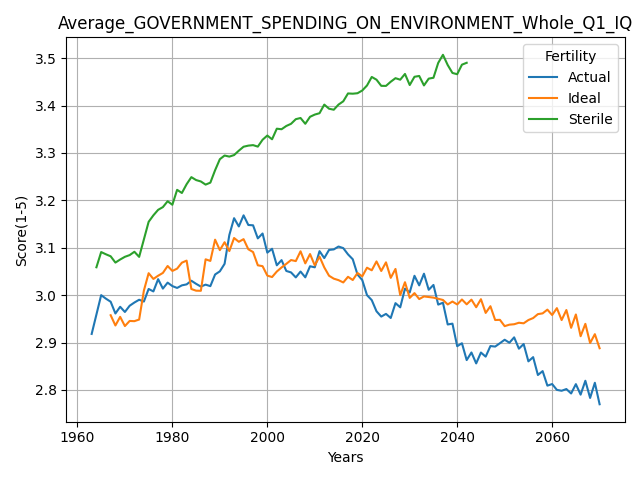 Average_GOVERNMENT_SPENDING_ON_ENVIRONMENT_Whole_Q1_IQ
Fertility
Actual
Ideal
Sterile
Score(1-5)
3.5
3.4
3.3
3.2
3.1
3.0
2.9
2.8
1960 1980 2000 2020 2040 2060
Years